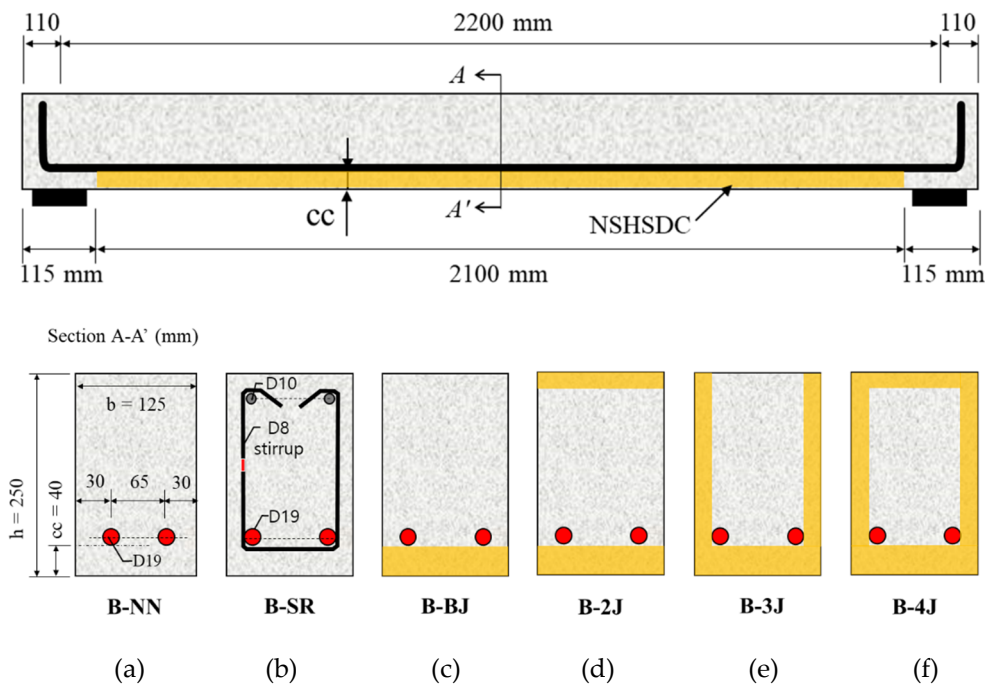 110
2200 mm
110
A
A'
cc
NSHSDC
115 mm
2100 mm
115 mm
Section A-A’ (mm)
b = 125
30
65
30
h = 250
cc = 40
D19
D10
D8
stirrup
D19
B-NN
B-SR
B-BJ
B-2J
B-3J
B-4J
(a)
(b)
(c)
(d)
(e)
(f)